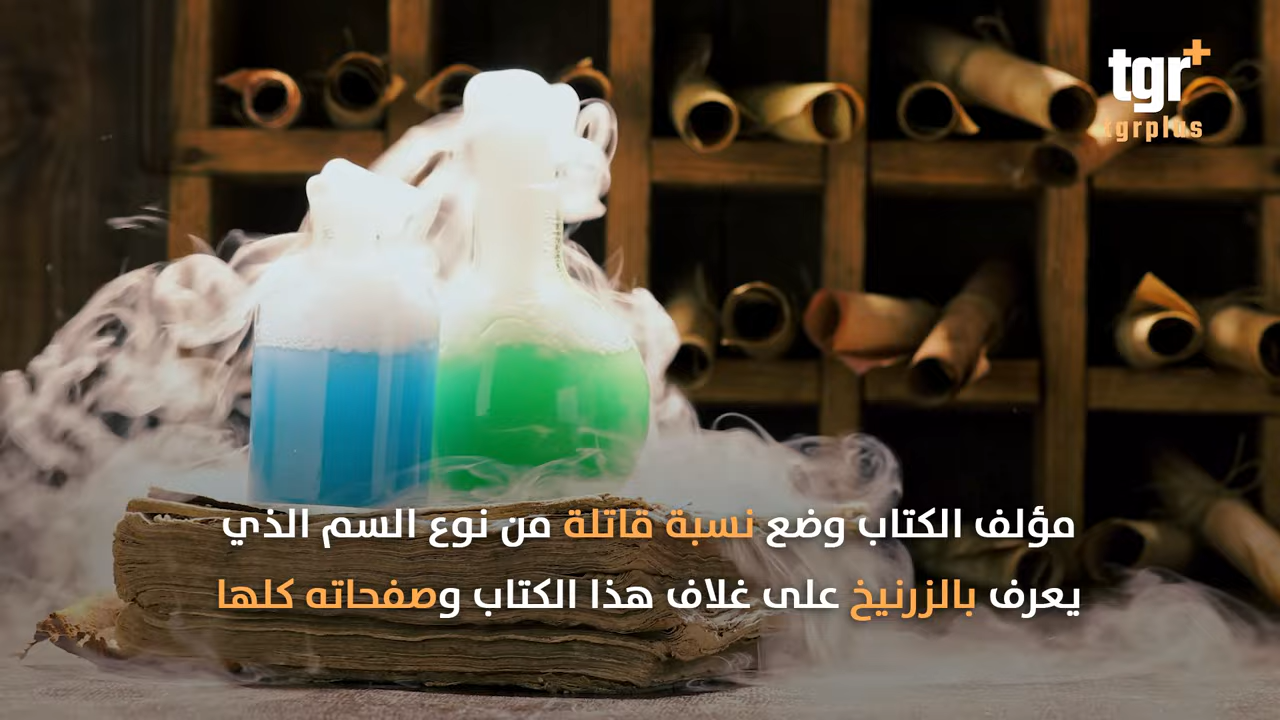 tgr+
tgrplus
مؤلف الكتاب وضع نسبة قاتلة من نوع السم الذي
يعرف بالزرنيخ على غلاف هذا الكتاب وصفحاته كلها